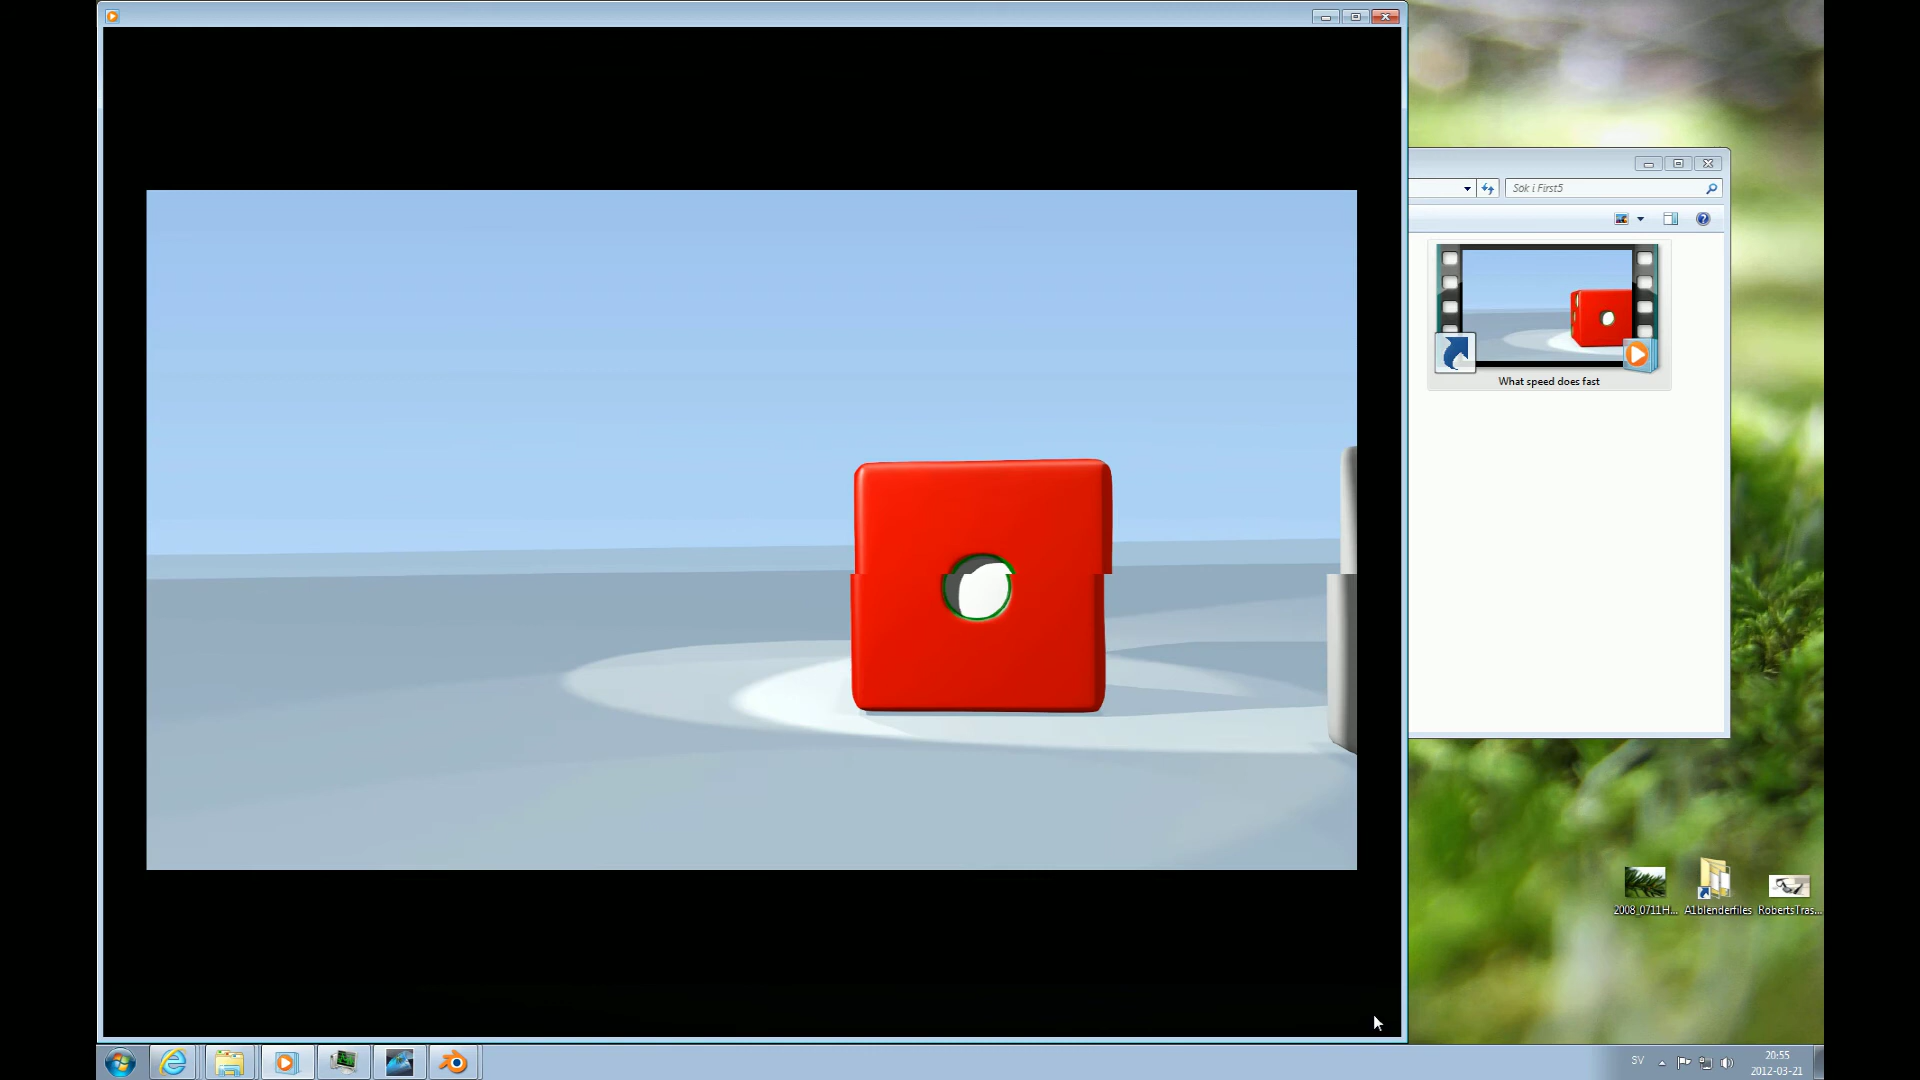 Sök i First5
What speed does fast
2008_0711H...
A1blenderfiles
RobertsTras...
SV
20:55
2012-03-21